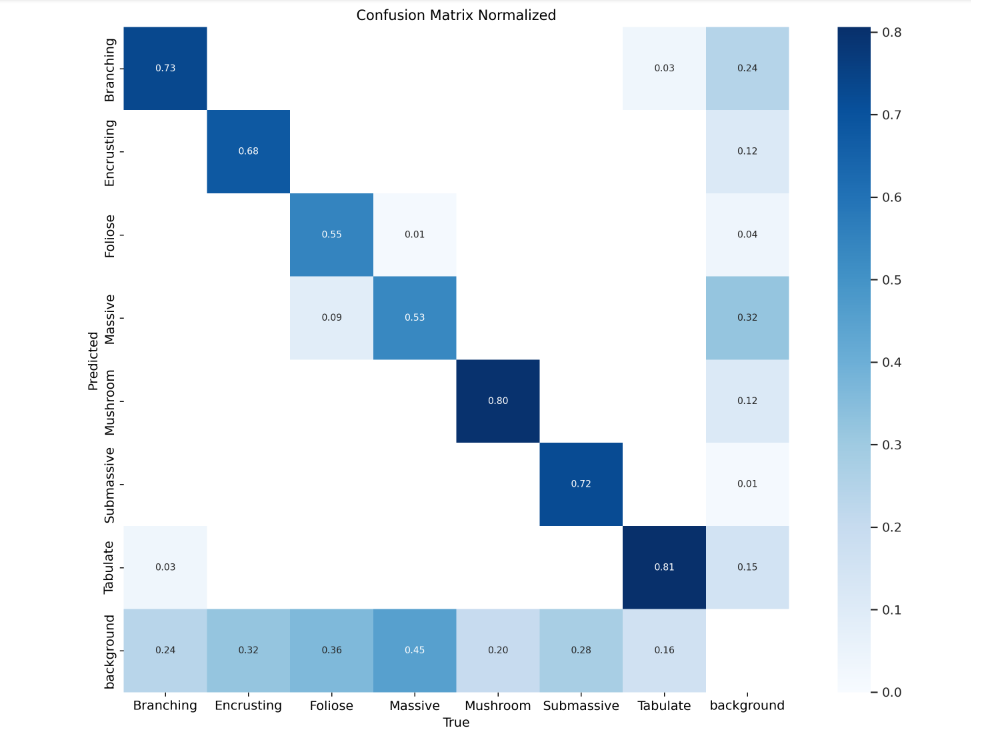 Confusion Matrix Normalized
Branching
0.73
0.03
0.24
Encrusting
0.68
0.12
Foliose
0.55
0.01
0.04
Massive
0.09
0.53
0.32
Mushroom
0.80
0.12
Submassive
0.72
0.01
Tabulate
0.03
0.81
0.15
background
0.24
0.32
0.36
0.45
0.20
0.28
0.16
Predicted
Branching
Encrusting
Foliose
Massive
Mushroom
Submassive
Tabulate
background
True
0.8
0.7
0.6
0.5
0.4
0.3
0.2
0.1
0.0